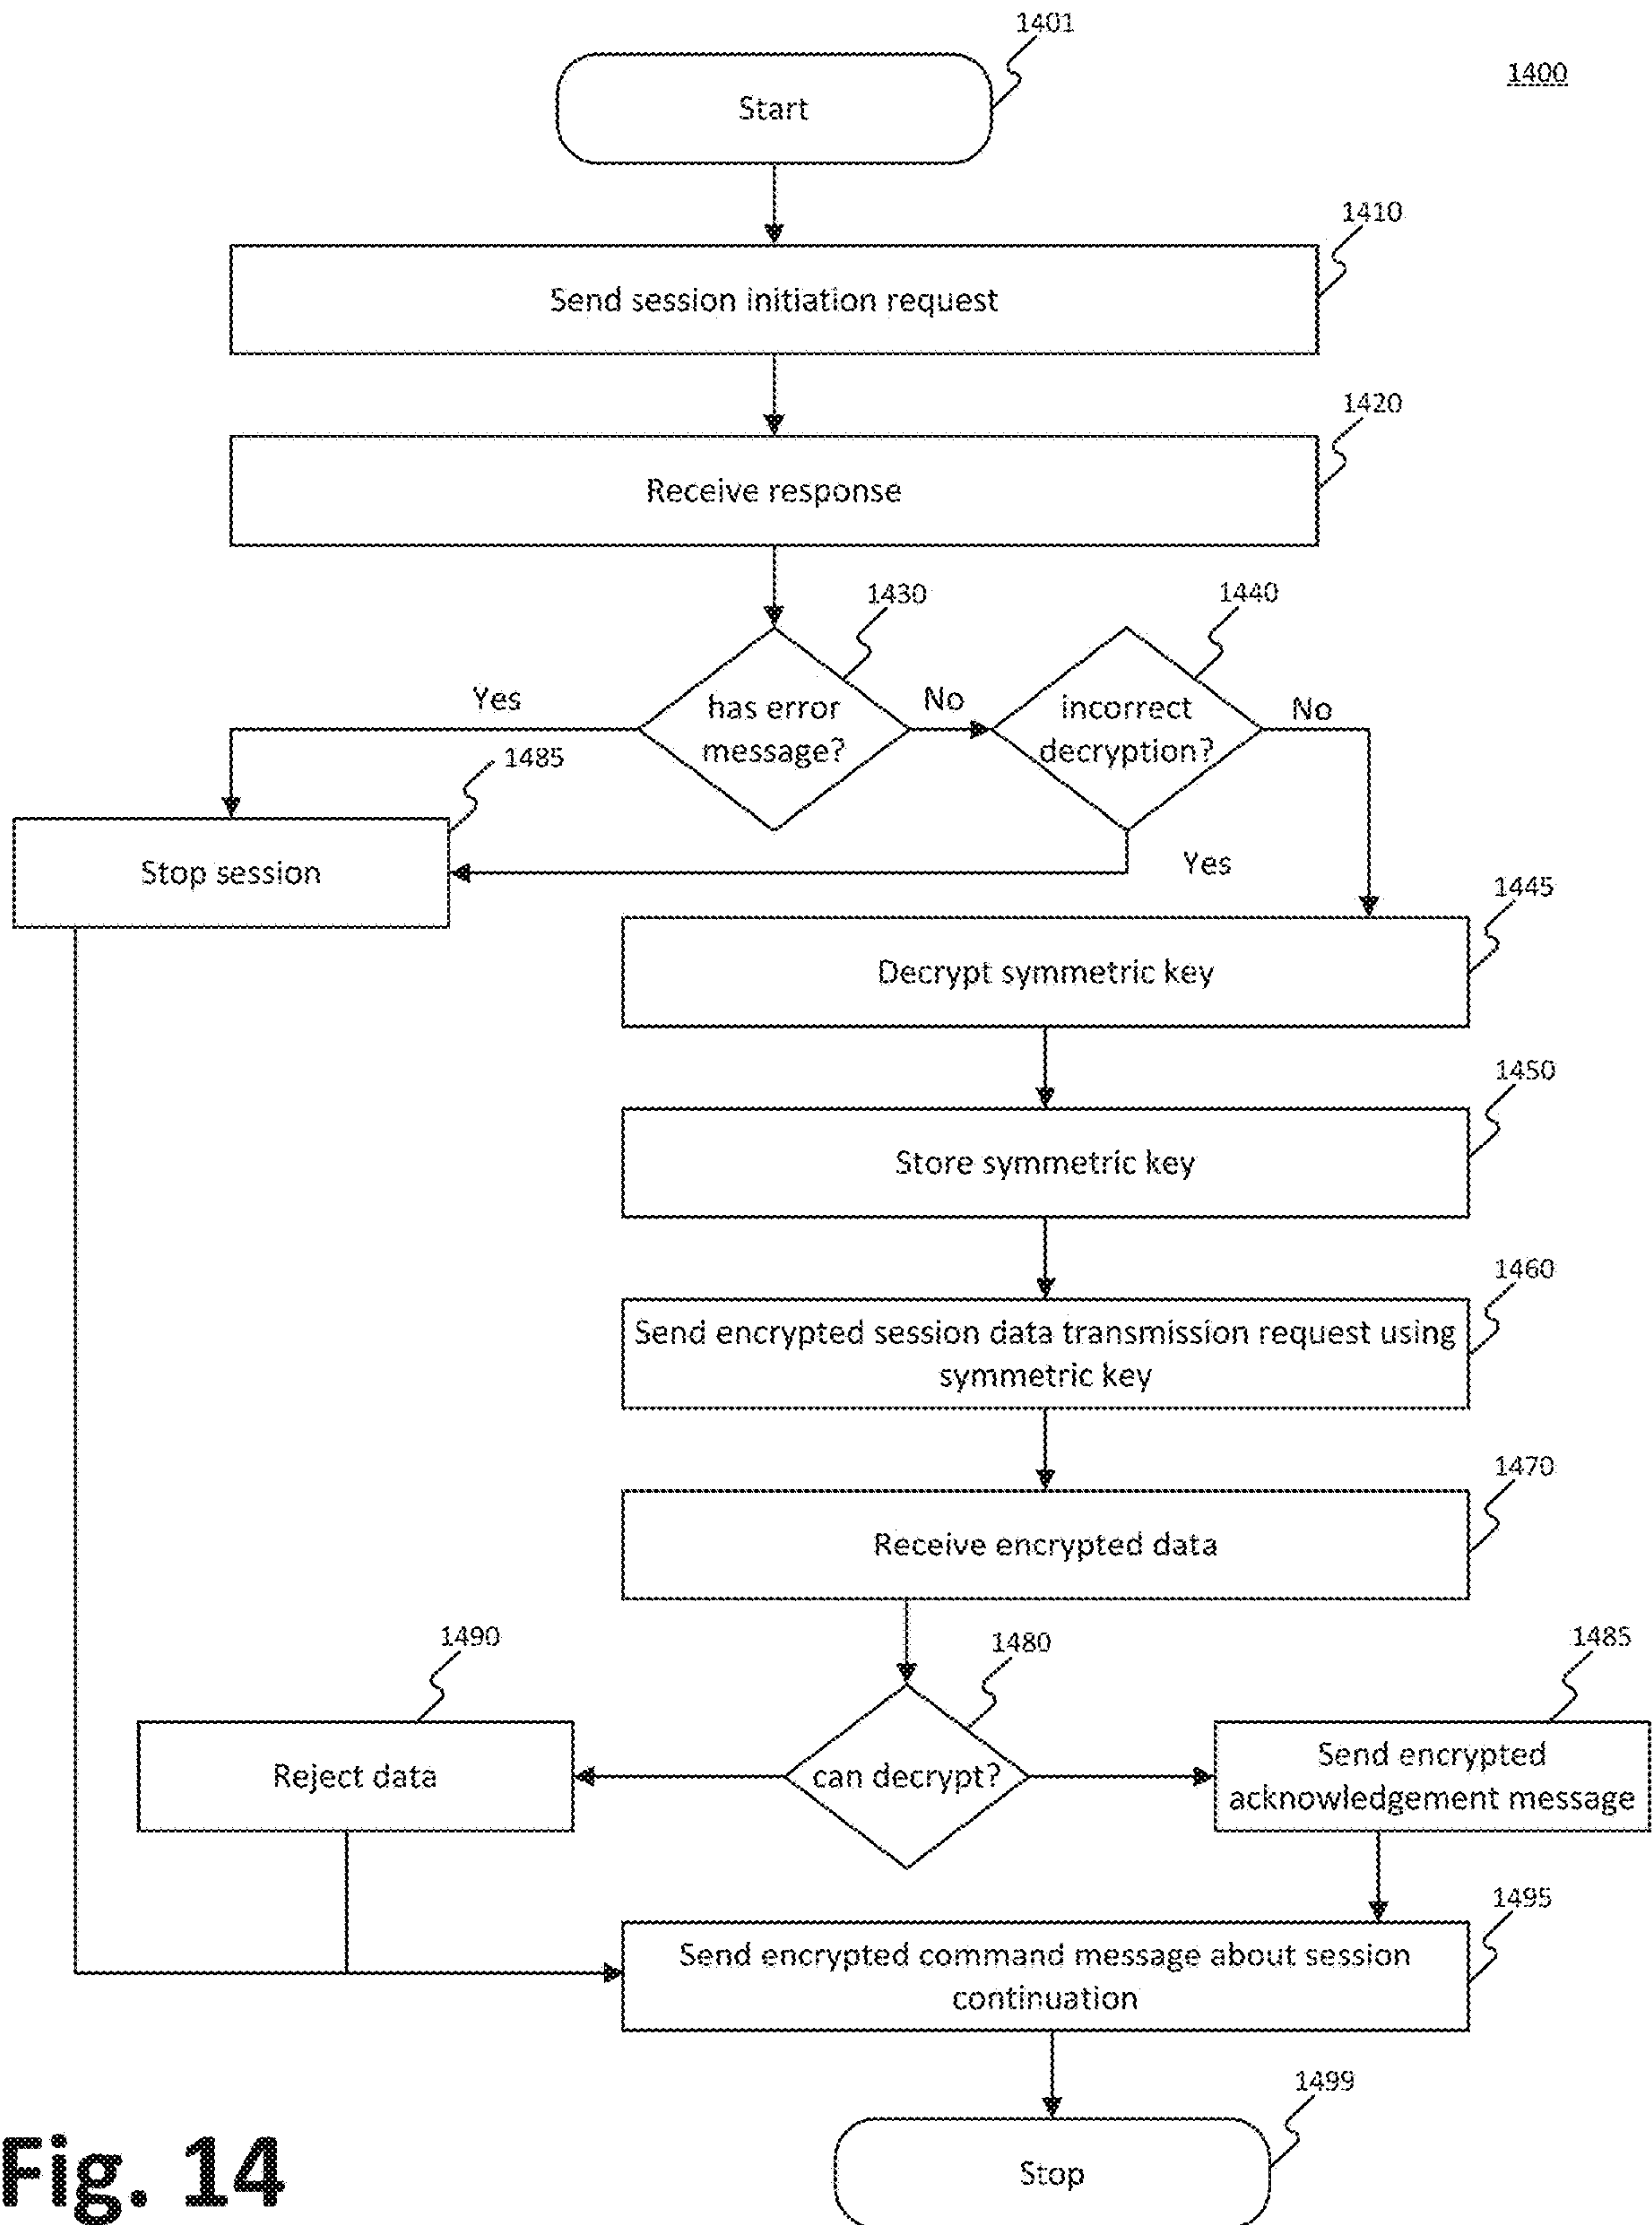 1401
1400
Start
1410
Send session initiation request
1420
Receive response
1430
1440
Yes
has error
message?
No
incorrect
decryption?
No
1485
Stop session
Yes
1445
Decrypt symmetric key
1450
Store symmetric key
1460
Send encrypted session data transmission request using
symmetric key
1470
Receive encrypted data
1490
1480
1485
Reject data
can decrypt?
Send encrypted
acknowledgement message
1495
Send encrypted command message about session
continuation
1499
Stop
Fig. 14